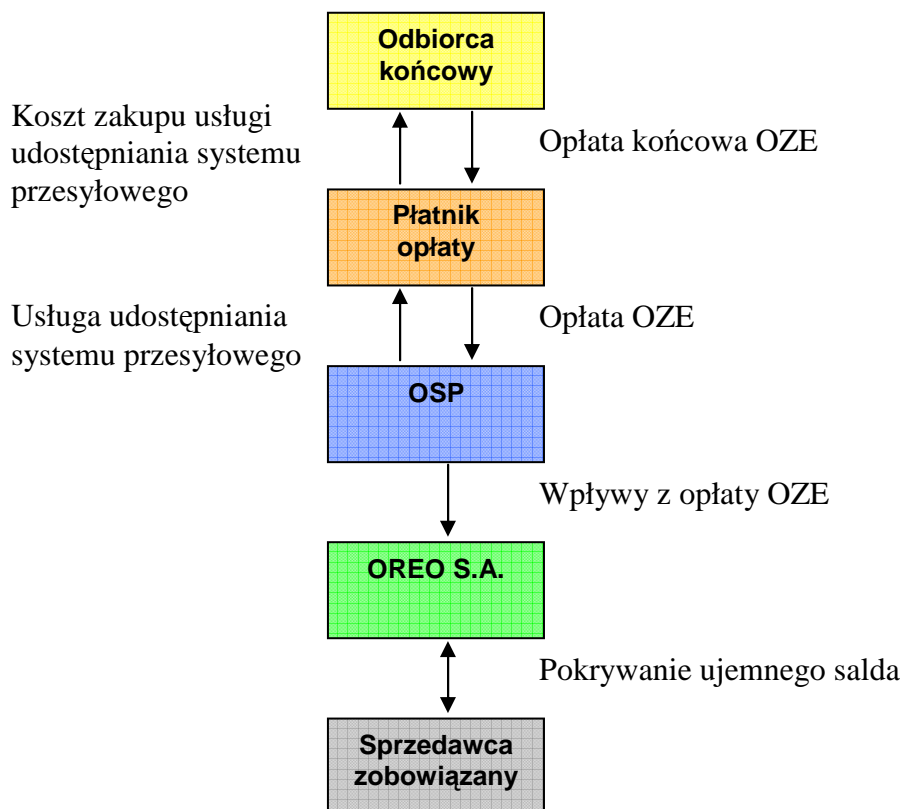 Odbiorca
końcowy
Koszt zakupu usługi
udostępniania systemu
przesyłowego
Opłata końcowa OZE
Płatnik
opłaty
Usługa udostępniania
systemu przesyłowego
Opłata OZE
OSP
Wpływy z opłaty OZE
OREO S.A.
Pokrywanie ujemnego salda
Sprzedawca
zobowiązany